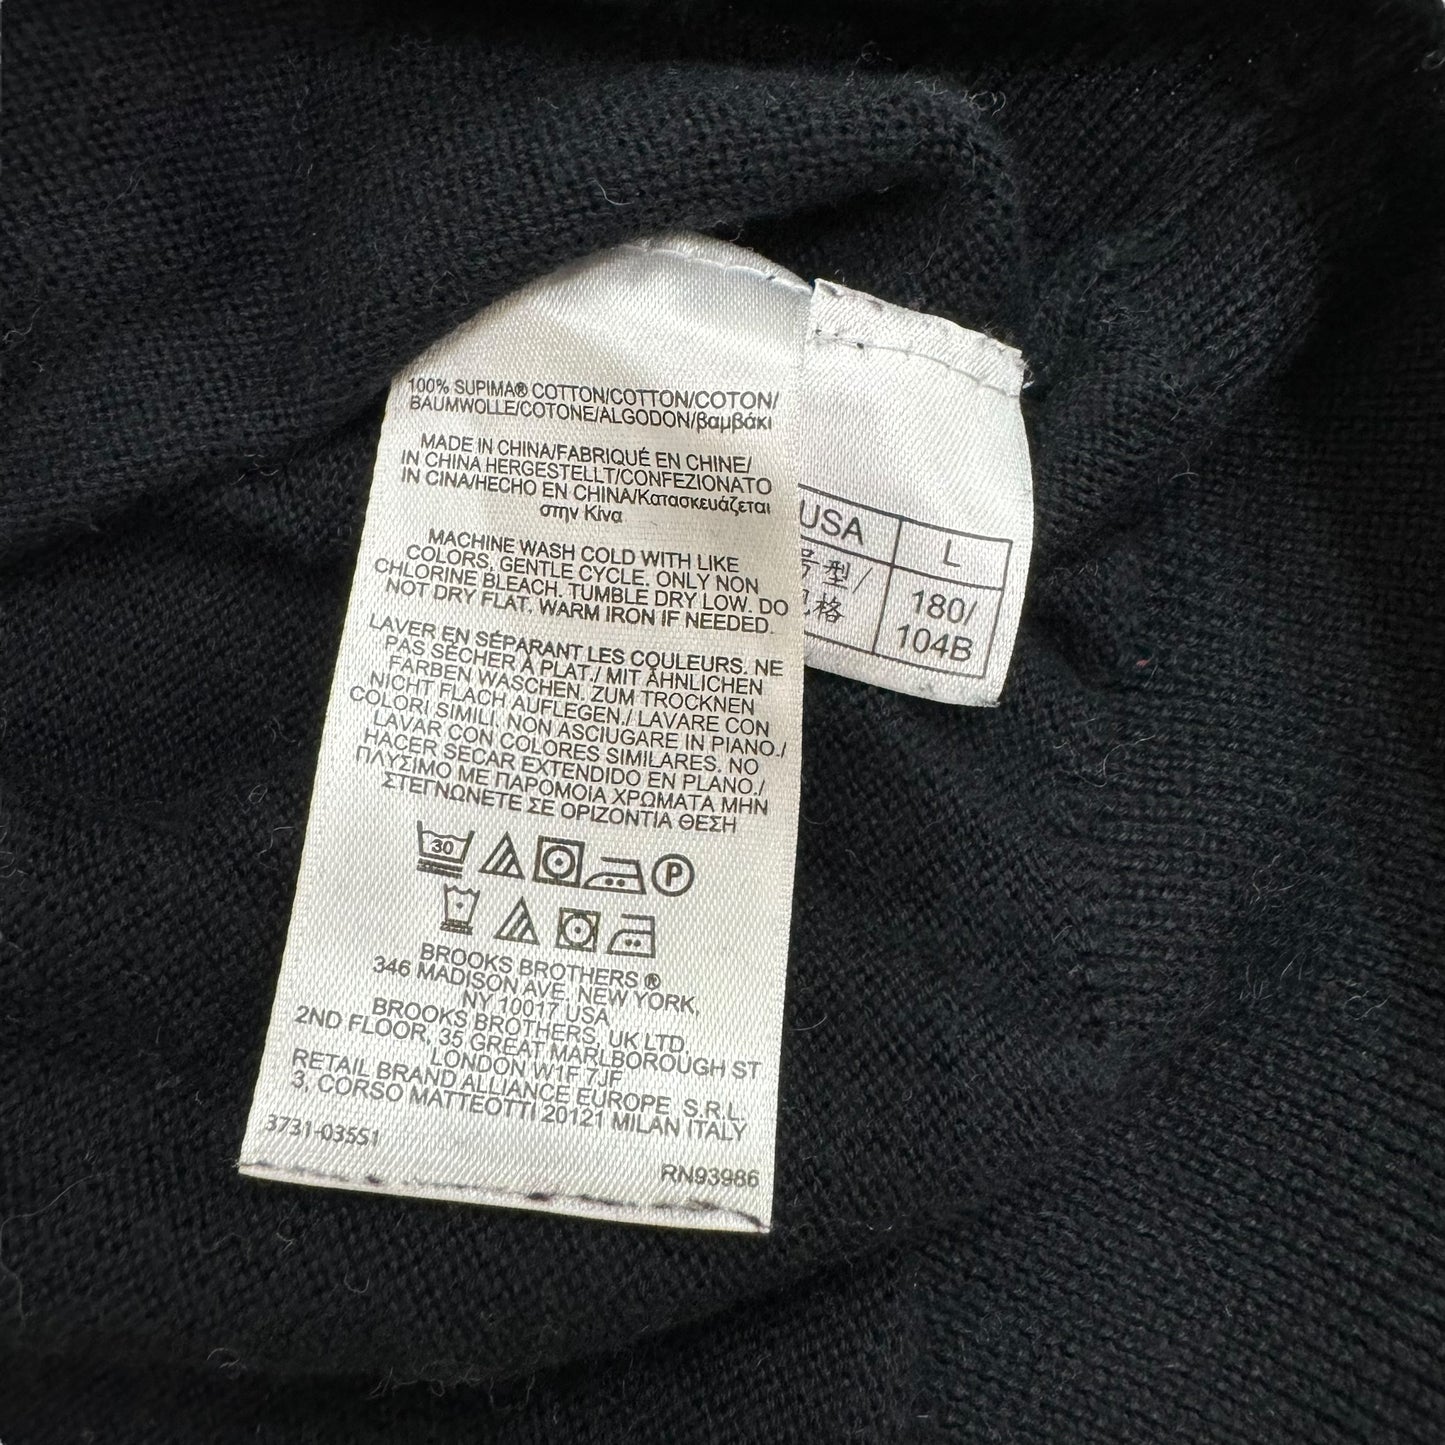 100% SUPIMA® COTTON/COTTON/COTON/
BAUMWOLLE/COTONE/ALGODON/βαμβάκι
MADE IN CHINA/FABRIQUÉ EN CHINE/
IN CHINA HERGESTELLT/CONFEZIONATO
IN CINA/HECHO EN CHINA/Κατασκευάζεται
στην Κίνα
MACHINE WASH COLD WITH LIKE
COLORS, GENTLE CYCLE. ONLY NON
CHLORINE BLEACH. TUMBLE DRY LOW. DO
NOT DRY FLAT. WARM IRON IF NEEDED.
LAVER EN SÉPARANT LES COULEURS. NE
PAS SÉCHER À PLAT./ MIT ÄHNLICHEN
FARBEN WASCHEN. ZUM TROCKNEN
NICHT FLACH AUFLEGEN./ LAVARE CON
COLORI SIMILI. NON ASCIUGARE IN PIANO./
LAVAR CON COLORES SIMILARES. NO
HACER SECAR EXTENDIDO EN PLANO./
ΠΛΥΣΙΜΟ ΜΕ ΠΑΡΟΜΟΙΑ ΧΡΩΜΑΤΑ ΜΗΝ
ΣΤΕΓΝΩΝΕΤΕ ΣΕ ΟΡΙΖΟΝΤΙΑ ΘΕΣΗ
30 P
BROOKS BROTHERS ®
346 MADISON AVE, NEW YORK,
NY 10017 USA
BROOKS BROTHERS, UK LTD.
2ND FLOOR, 35 GREAT MARLBOROUGH ST
LONDON W1F 7JF
RETAIL BRAND ALLIANCE EUROPE S.R.L.
3, CORSO MATTEOTTI 20121 MILAN ITALY
3731-035S1
RN93986
USA L
号型/ 180/
格 104B